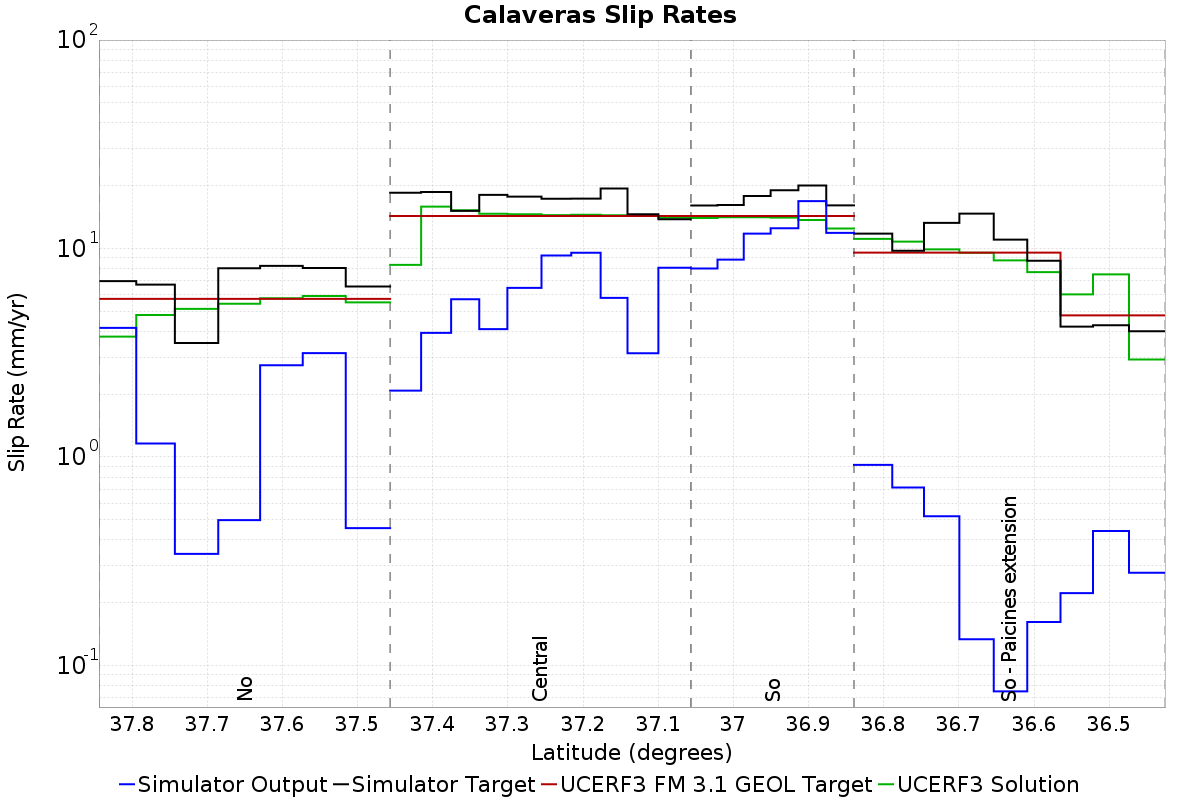 Calaveras Slip Rates
10^2
10^1
10^0
10^-1
Slip Rate (mm/yr)
No
Central
So
So - Paicines extension
37.8 37.7 37.6 37.5 37.4 37.3 37.2 37.1 37 36.9 36.8 36.7 36.6 36.5
Latitude (degrees)
Simulator Output Simulator Target UCERF3 FM 3.1 GEOL Target UCERF3 Solution